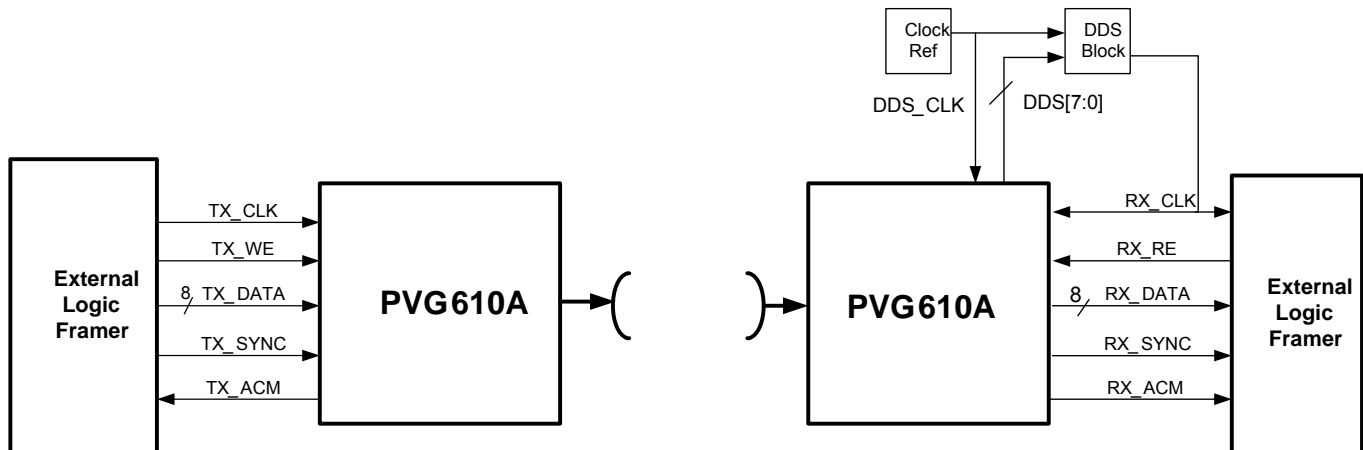 Clock
Ref
DDS
Block
DDS_CLK
DDS[7:0]
External
Logic
Framer
TX_CLK
TX_WE
8 TX_DATA
TX_SYNC
TX_ACM
PVG610A
PVG610A
RX_CLK
RX_RE
8 RX_DATA
RX_SYNC
RX_ACM
External
Logic
Framer